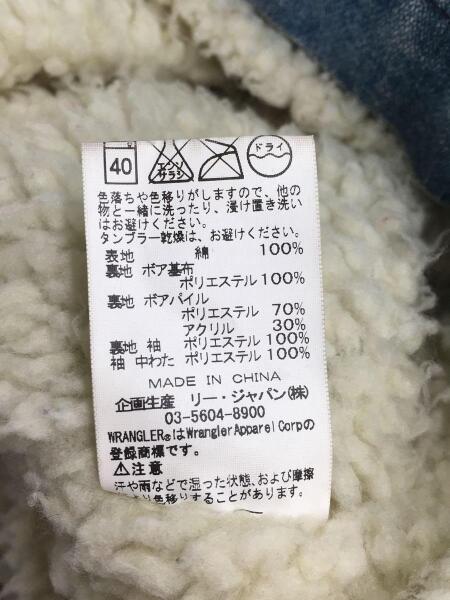 40 エンソサラシ ドライ
色落ちや色移りがしますので、他の
物と一緒に洗ったり、浸け置き洗い
はお避けください。
タンブラー乾燥は、お避けください。
表地 綿 100%
裏地 ボア基布
ポリエステル100%
裏地 ボアパイル
ポリエステル 70%
アクリル 30%
裏地 袖 ポリエステル100%
袖 中わた ポリエステル100%
MADE IN CHINA
企画生産 リー・ジャパン(株)
03-5604-8900
WRANGLER®はWrangler Apparel Corpの
登録商標です。
⚠注意
汗や雨などで湿った状態、および摩擦
色移りすることがあります。